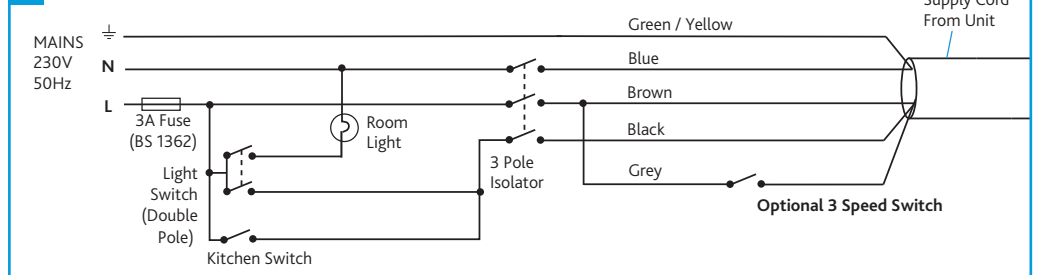 Supply Cord
From Unit
MAINS
230V
50Hz
N
L
Green / Yellow
Blue
Brown
Black
Grey
3A Fuse
(BS 1362)
Room
Light
Light
Switch
(Double
Pole)
3 Pole
Isolator
Optional 3 Speed Switch
Kitchen Switch